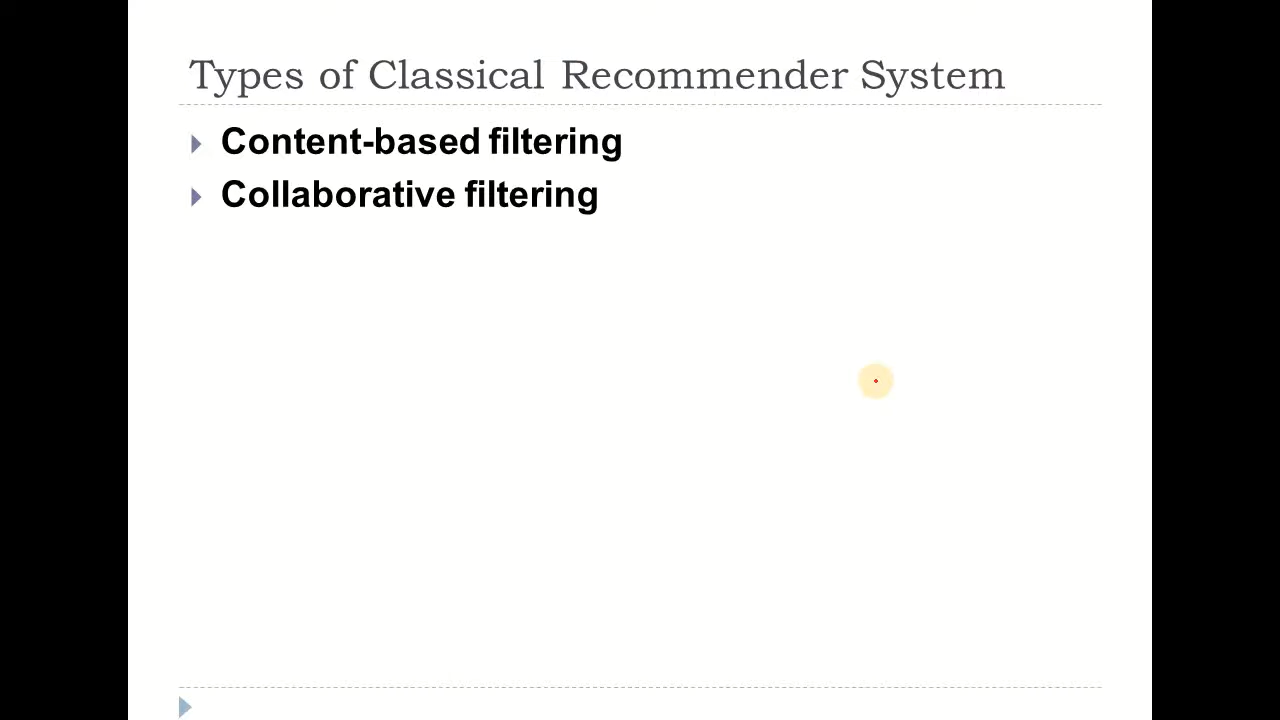 Types of Classical Recommender System
Content-based filtering
Collaborative filtering